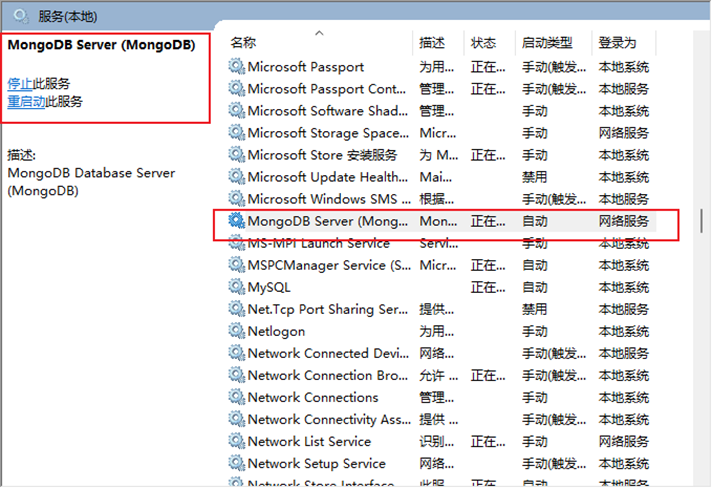 服务(本地)
MongoDB Server (MongoDB)
停止此服务
重启动此服务
描述:
MongoDB Database Server
(MongoDB)
名称 描述 状态 启动类型 登录为
Microsoft Passport 为用... 正在... 手动(触发... 本地系统
Microsoft Passport Cont... 管理... 正在... 手动(触发... 本地服务
Microsoft Software Shad... 管理... 手动 本地系统
Microsoft Storage Space... Micr... 手动 网络服务
Microsoft Store 安装服务 为 M... 正在... 手动 本地系统
Microsoft Update Health... Mai... 禁用 本地系统
Microsoft Windows SMS ... 根据... 手动(触发... 本地服务
MongoDB Server (Mong... Mon... 正在... 自动 网络服务
MS-MPI Launch Service Servi... 手动 本地系统
MSPCManager Service (S... Micr... 正在... 自动 本地系统
MySQL 正在... 自动 本地系统
Net.Tcp Port Sharing Ser... 提供... 禁用 本地服务
Netlogon 为用... 手动 本地系统
Network Connected Devi... 网络... 手动(触发... 本地服务
Network Connection Bro... 允许 ... 正在... 手动(触发... 本地系统
Network Connections 管理... 手动 本地系统
Network Connectivity Ass... 提供 ... 手动(触发... 本地系统
Network List Service 识别... 正在... 手动 网络服务
Network Setup Service 网络... 手动(触发... 本地系统
Network Store Interface 此服 正在... 自动 本地服务